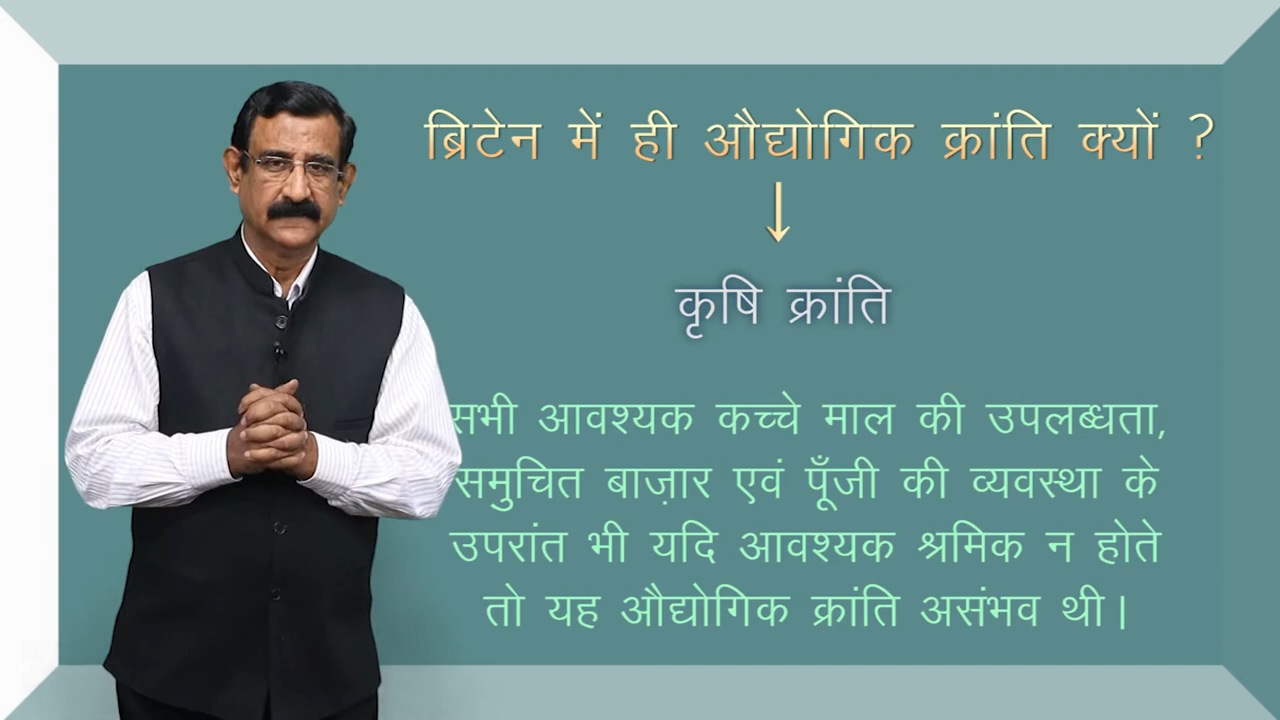 ब्रिटेन में ही औद्योगिक क्रांति क्यों ?
↓
कृषि क्रांति
सभी आवश्यक कच्चे माल की उपलब्धता,
समुचित बाज़ार एवं पूँजी की व्यवस्था के
उपरांत भी यदि आवश्यक श्रमिक न होते
तो यह औद्योगिक क्रांति असंभव थी।